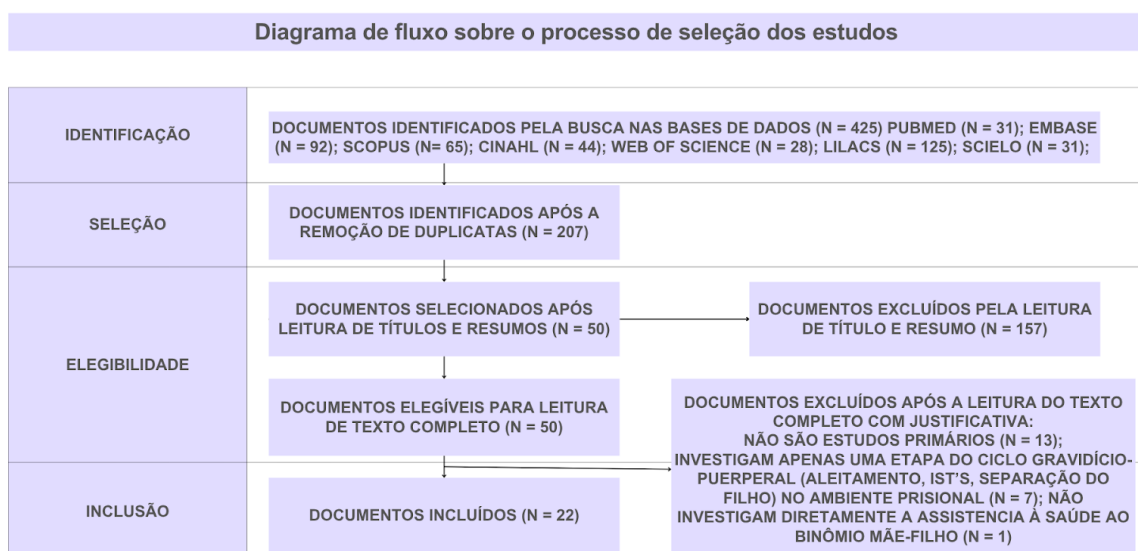 Diagrama de fluxo sobre o processo de seleção dos estudos
IDENTIFICAÇÃO
DOCUMENTOS IDENTIFICADOS PELA BUSCA NAS BASES DE DADOS (N = 425) PUBMED (N = 31); EMBASE
(N = 92); SCOPUS (N= 65); CINAHL (N = 44); WEB OF SCIENCE (N = 28); LILACS (N = 125); SCIELO (N = 31);
SELEÇÃO
DOCUMENTOS IDENTIFICADOS APÓS A
REMOÇÃO DE DUPLICATAS (N = 207)
ELEGIBILIDADE
DOCUMENTOS SELECIONADOS APÓS
LEITURA DE TÍTULOS E RESUMOS (N = 50)
DOCUMENTOS EXCLUÍDOS PELA LEITURA
DE TÍTULO E RESUMO (N = 157)
DOCUMENTOS ELEGÍVEIS PARA LEITURA
DE TEXTO COMPLETO (N = 50)
DOCUMENTOS EXCLUÍDOS APÓS A LEITURA DO TEXTO
COMPLETO COM JUSTIFICATIVA:
NÃO SÃO ESTUDOS PRIMÁRIOS (N = 13);
INVESTIGAM APENAS UMA ETAPA DO CICLO GRAVIDÍCIO-
PUERPERAL (ALEITAMENTO, IST'S, SEPARAÇÃO DO
FILHO) NO AMBIENTE PRISIONAL (N = 7); NÃO
INVESTIGAM DIRETAMENTE A ASSISTENCIA À SAÚDE AO
BINÔMIO MÃE-FILHO (N = 1)
INCLUSÃO
DOCUMENTOS INCLUÍDOS (N = 22)